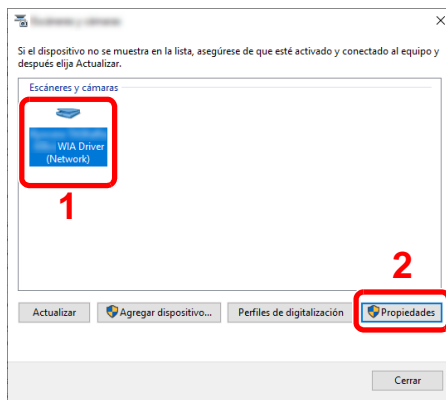 Si el dispositivo no se muestra en la lista, asegúrese de que esté activado y conectado al equipo y
después elija Actualizar.
Escáneres y cámaras
WIA Driver
(Network)
1
2
Actualizar
Agregar dispositivo...
Perfiles de digitalización
Propiedades
Cerrar